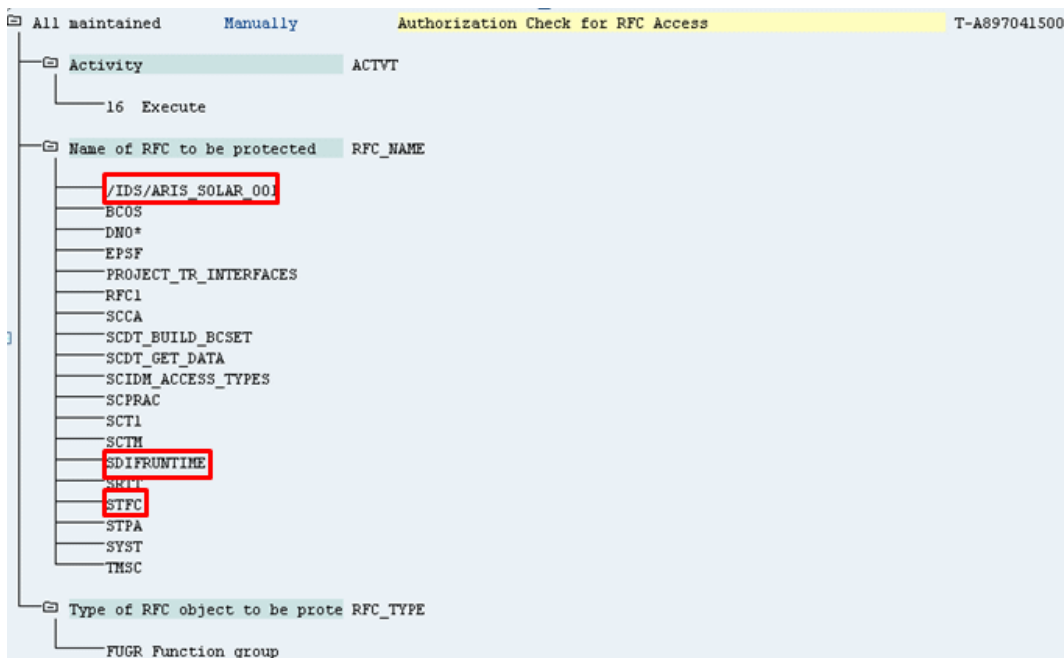 All maintained Manually Authorization Check for RFC Access T-A897041500
Activity ACTVT
16 Execute
Name of RFC to be protected RFC_NAME
/IDS/ARIS_SOLAR_001
BCOS
DNO*
EPSF
PROJECT_TR_INTERFACES
RFC1
SCCA
SCDT_BUILD_BCSET
SCDT_GET_DATA
SCIDM_ACCESS_TYPES
SCPRAC
SCT1
SCTM
SDIFRUNTIME
SRTT
STFC
STPA
SYST
TMSC
Type of RFC object to be prote RFC_TYPE
FUGR Function group